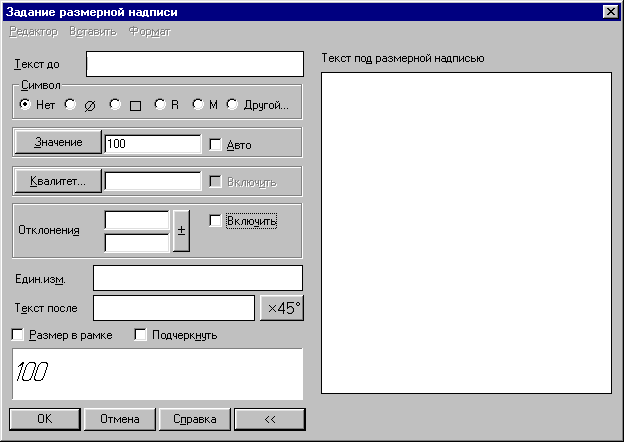 Задание размерной надписи
Редактор Вставить Формат
Текст до
Текст под размерной надписью
Символ
Нет ⌀ □ R M Другой...
Значение 100 Авто
Квалитет... Включить
Отклонения ± Включить
Един.изм.
Текст после ×45°
Размер в рамке Подчеркнуть
100
OK Отмена Справка <<